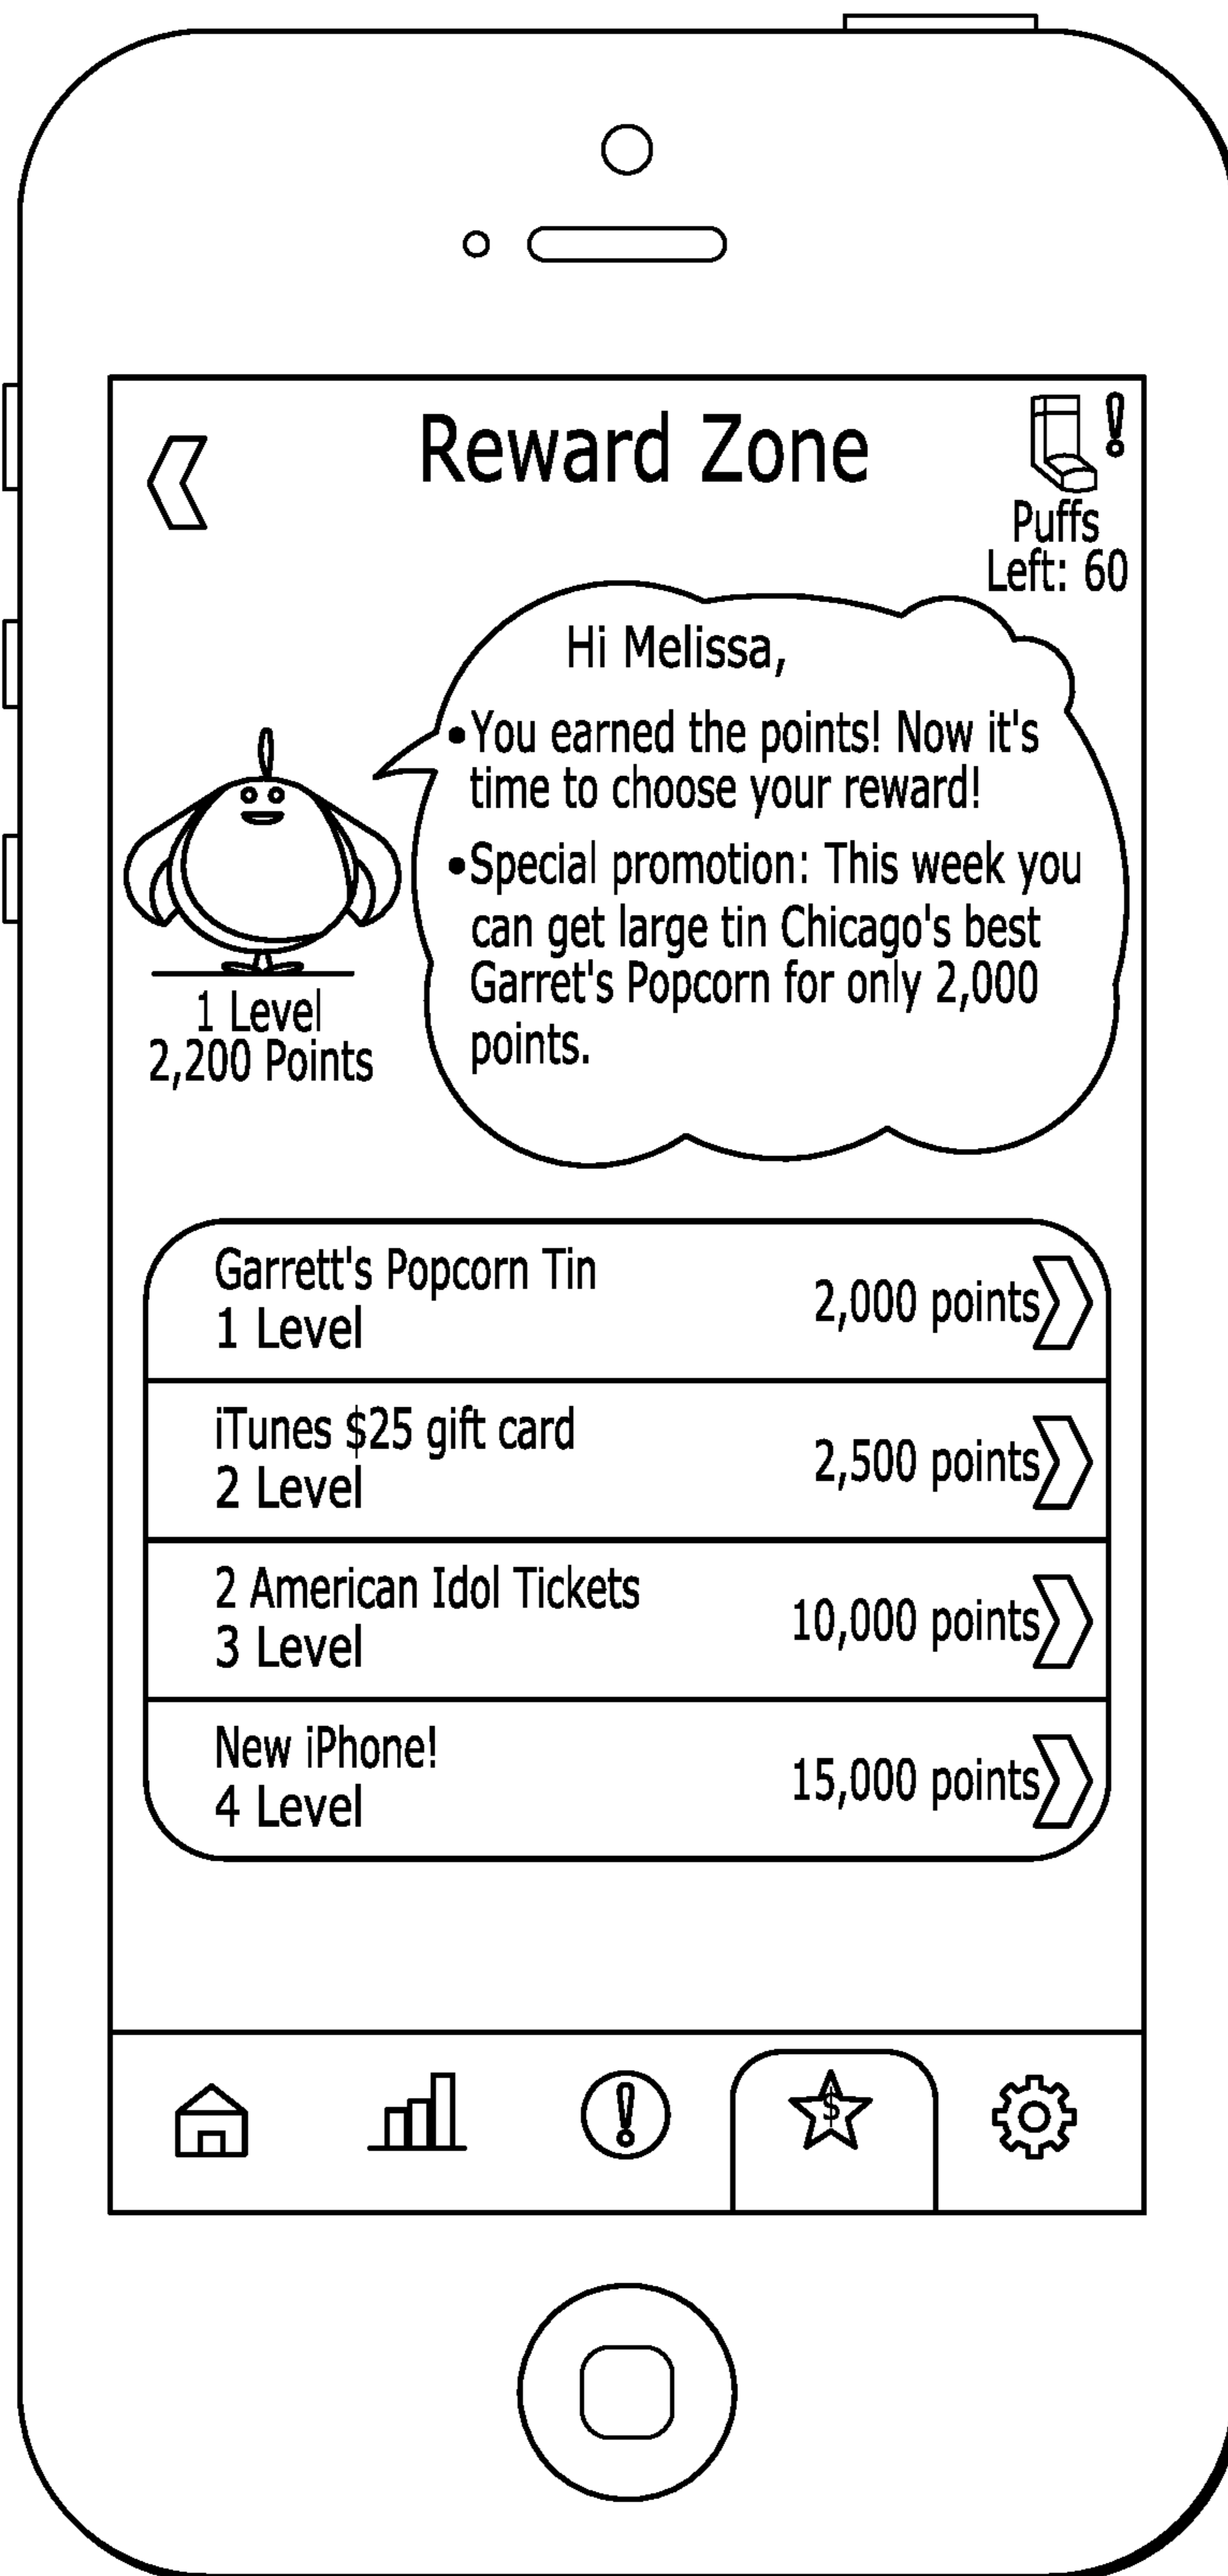 Reward Zone
!
Puffs
Left: 60
Hi Melissa,
•You earned the points! Now it's
time to choose your reward!
•Special promotion: This week you
can get large tin Chicago's best
Garret's Popcorn for only 2,000
points.
1 Level
2,200 Points
Garrett's Popcorn Tin
1 Level
2,000 points
iTunes $25 gift card
2 Level
2,500 points
2 American Idol Tickets
3 Level
10,000 points
New iPhone!
4 Level
15,000 points
!
$